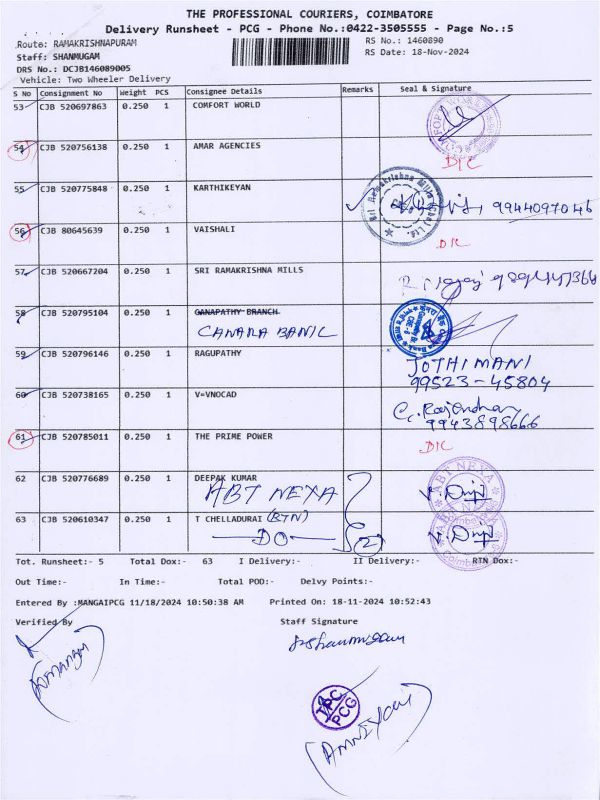 THE PROFESSIONAL COURIERS, COIMBATORE
Delivery Runsheet - PCG - Phone No.:0422-3505555 - Page No.:5
Route: RAMAKRISHNAPURAM
RS No.: 1460890
Staff: SHANMUGAM
RS Date: 18-Nov-2024
DRS No.: DCJB146089005
Vehicle: Two Wheeler Delivery
S No Consignment No Weight PCS Consignee Details Remarks Seal & Signature
53 CJB 520697863 0.250 1 COMFORT WORLD
54 CJB 520756138 0.250 1 AMAR AGENCIES
55 CJB 520775848 0.250 1 KARTHIKEYAN
Sri Ramakrishna Mills 9944097046
56 CJB 80645639 0.250 1 VAISHALI
57 CJB 520667204 0.250 1 SRI RAMAKRISHNA MILLS
58 CJB 520795104 0.250 1 GANAPATHY BRANCH
CANARA BANK
59 CJB 520796146 0.250 1 RAGUPATHY JOTHIMANI
99523-45804
60 CJB 520738165 0.250 1 V=VNOCAD
9943898666
61 CJB 520785011 0.250 1 THE PRIME POWER
62 CJB 520776689 0.250 1 DEEPAK KUMAR
ABT NEXA
ABT NEXA
63 CJB 520610347 0.250 1 T CHELLADURAI (RTN)
-DO- 2
Tot. Runsheet:- 5 Total Dox:- 63 I Delivery:- II Delivery:- RTN Dox:-
Out Time:- In Time:- Total POD:- Delvy Points:-
Entered By :MANGAIPCG 11/18/2024 10:50:38 AM Printed On: 18-11-2024 10:52:43
Verified By Staff Signature
TPC
PCG